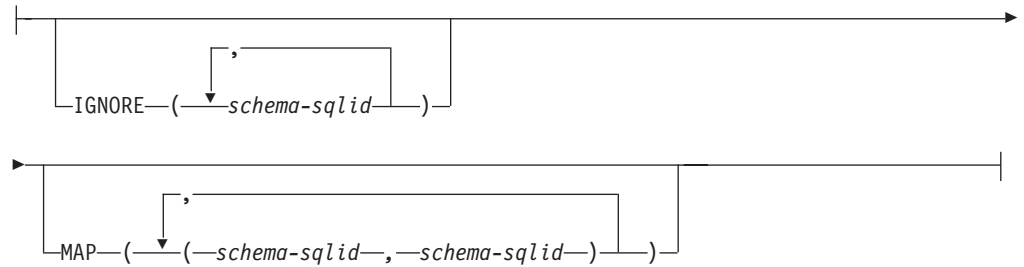 ,
IGNORE ( schema-sqlid )
,
MAP ( ( schema-sqlid , schema-sqlid ) )